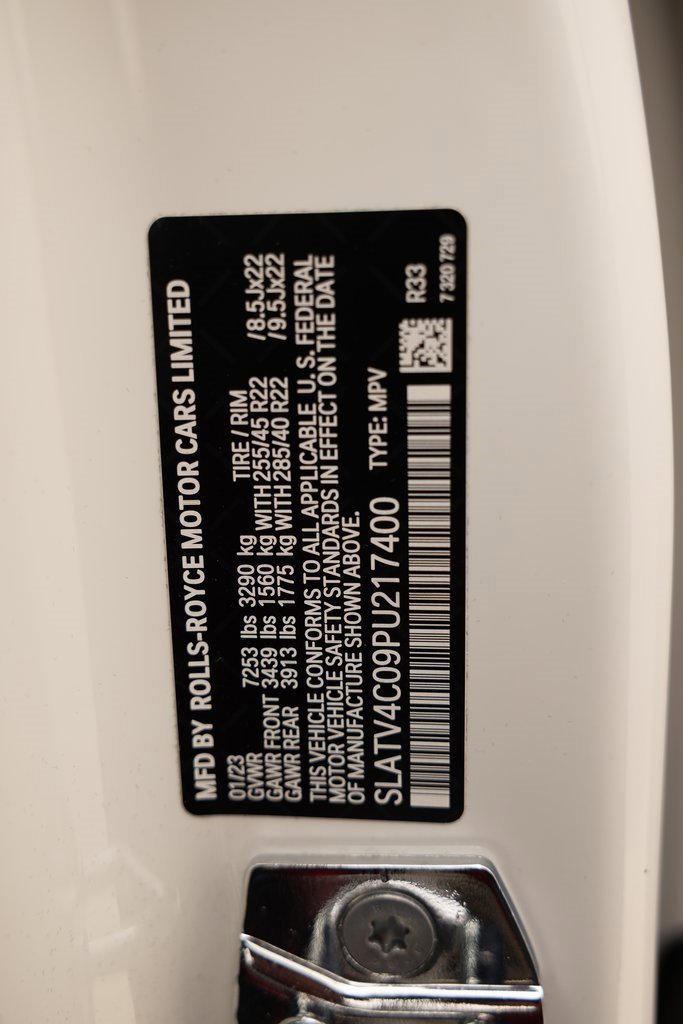 MFD BY ROLLS-ROYCE MOTOR CARS LIMITED
01/23
GVWR 7253 lbs 3290 kg TIRE / RIM
GAWR FRONT 3439 lbs 1560 kg WITH 255/45 R22 / 8.5Jx22
GAWR REAR 3913 lbs 1775 kg WITH 285/40 R22 / 9.5Jx22
THIS VEHICLE CONFORMS TO ALL APPLICABLE U. S. FEDERAL
MOTOR VEHICLE SAFETY STANDARDS IN EFFECT ON THE DATE
OF MANUFACTURE SHOWN ABOVE.
SLATV4C09PU217400 TYPE: MPV
R33
7 320 729